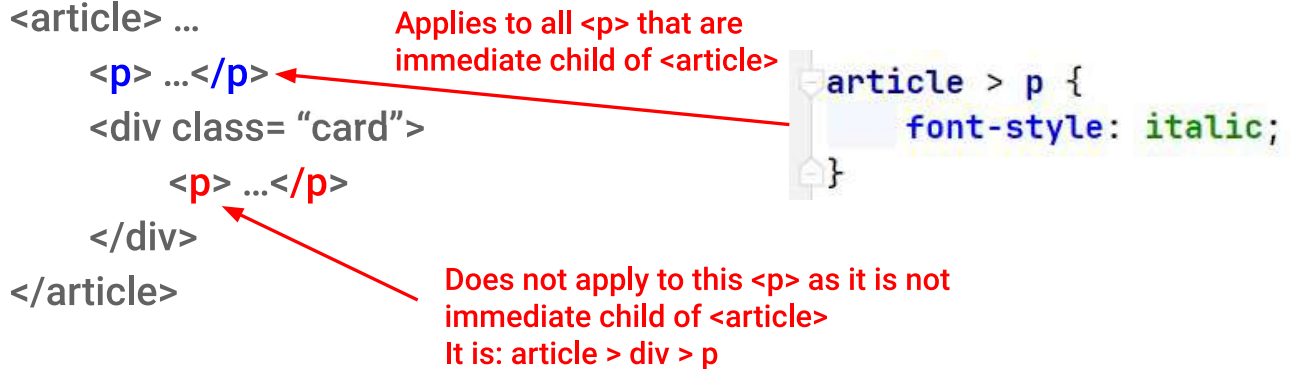 <article> …
<p> …</p>
<div class= “card”>
<p> …</p>
</div>
</article>
Applies to all <p> that are
immediate child of <article>
article > p {
font-style: italic;
}
Does not apply to this <p> as it is not
immediate child of <article>
It is: article > div > p